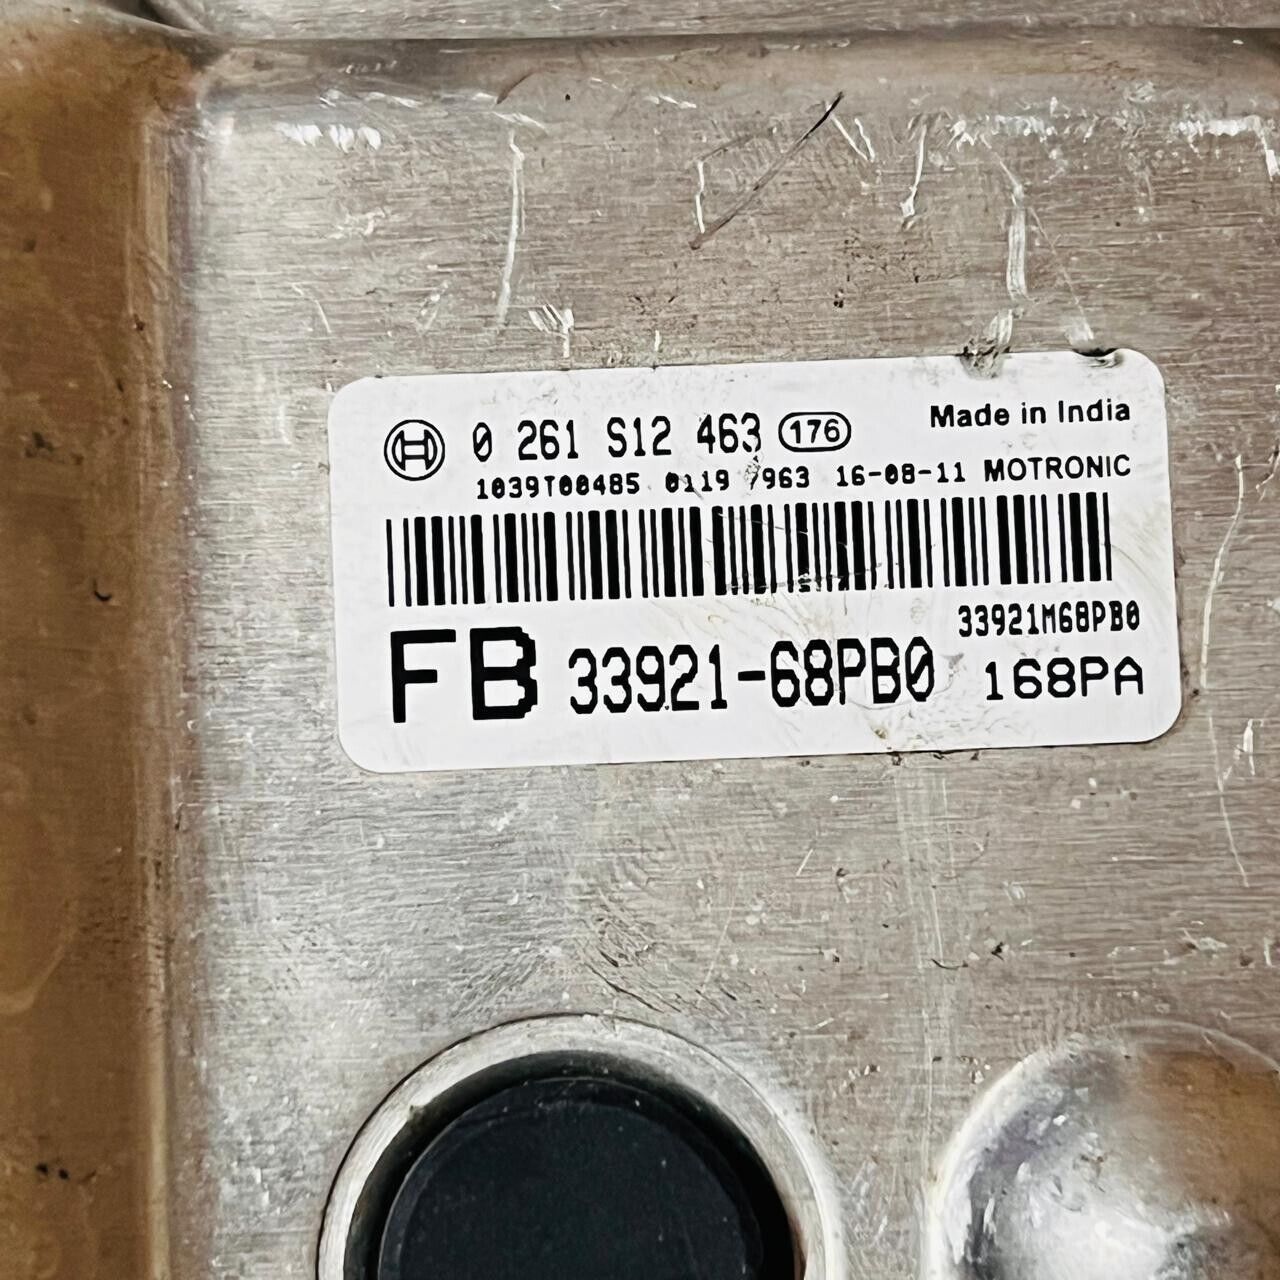 0 261 S12 463 176 Made in India
1039T00485 0119 7963 16-08-11 MOTRONIC
33921M68PB0
FB 33921-68PB0 168PA